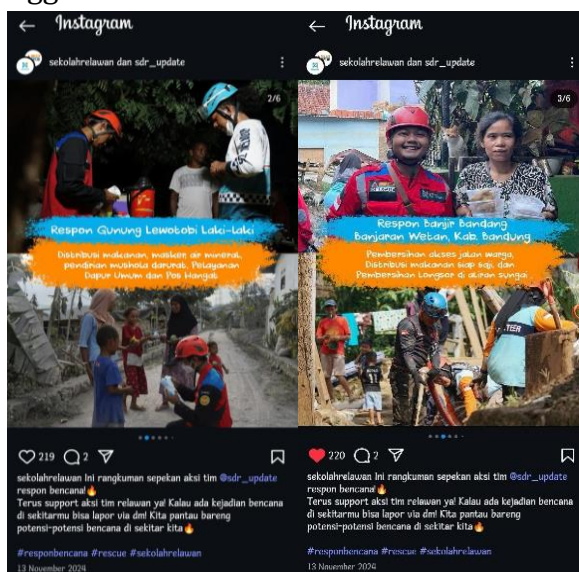 Instagram
sekolahrelawan dan sdr_update
2/6
Respon Gunung Lewotobi Laki-laki
Distribusi makanan, masker, air mineral,
pendirian mushola darurat, Pelayanan
Dapur Umum dan Pos Hangat
219 2
sekolahrelawan Ini rangkuman sepekan aksi tim @sdr_update
respon bencana!🔥
Terus support aksi tim relawan ya! Kalau ada kejadian bencana
di sekitarmu bisa lapor via dm! Kita pantau bareng
potensi-potensi bencana di sekitar kita🔥
#responbencana #rescue #sekolahrelawan
13 November 2024
Instagram
sekolahrelawan dan sdr_update
3/6
Respon Banjir Bandang
Banjaran Wetan, Kab. Bandung
Pembersihan akses jalan warga,
Distribusi makanan siap saji, dan
Pembersihan Longsor di aliran sungai
TEER
11
220 2
sekolahrelawan Ini rangkuman sepekan aksi tim @sdr_update
respon bencana!🔥
Terus support aksi tim relawan ya! Kalau ada kejadian bencana
di sekitarmu bisa lapor via dm! Kita pantau bareng
potensi-potensi bencana di sekitar kita🔥
#responbencana #rescue #sekolahrelawan
13 November 2024